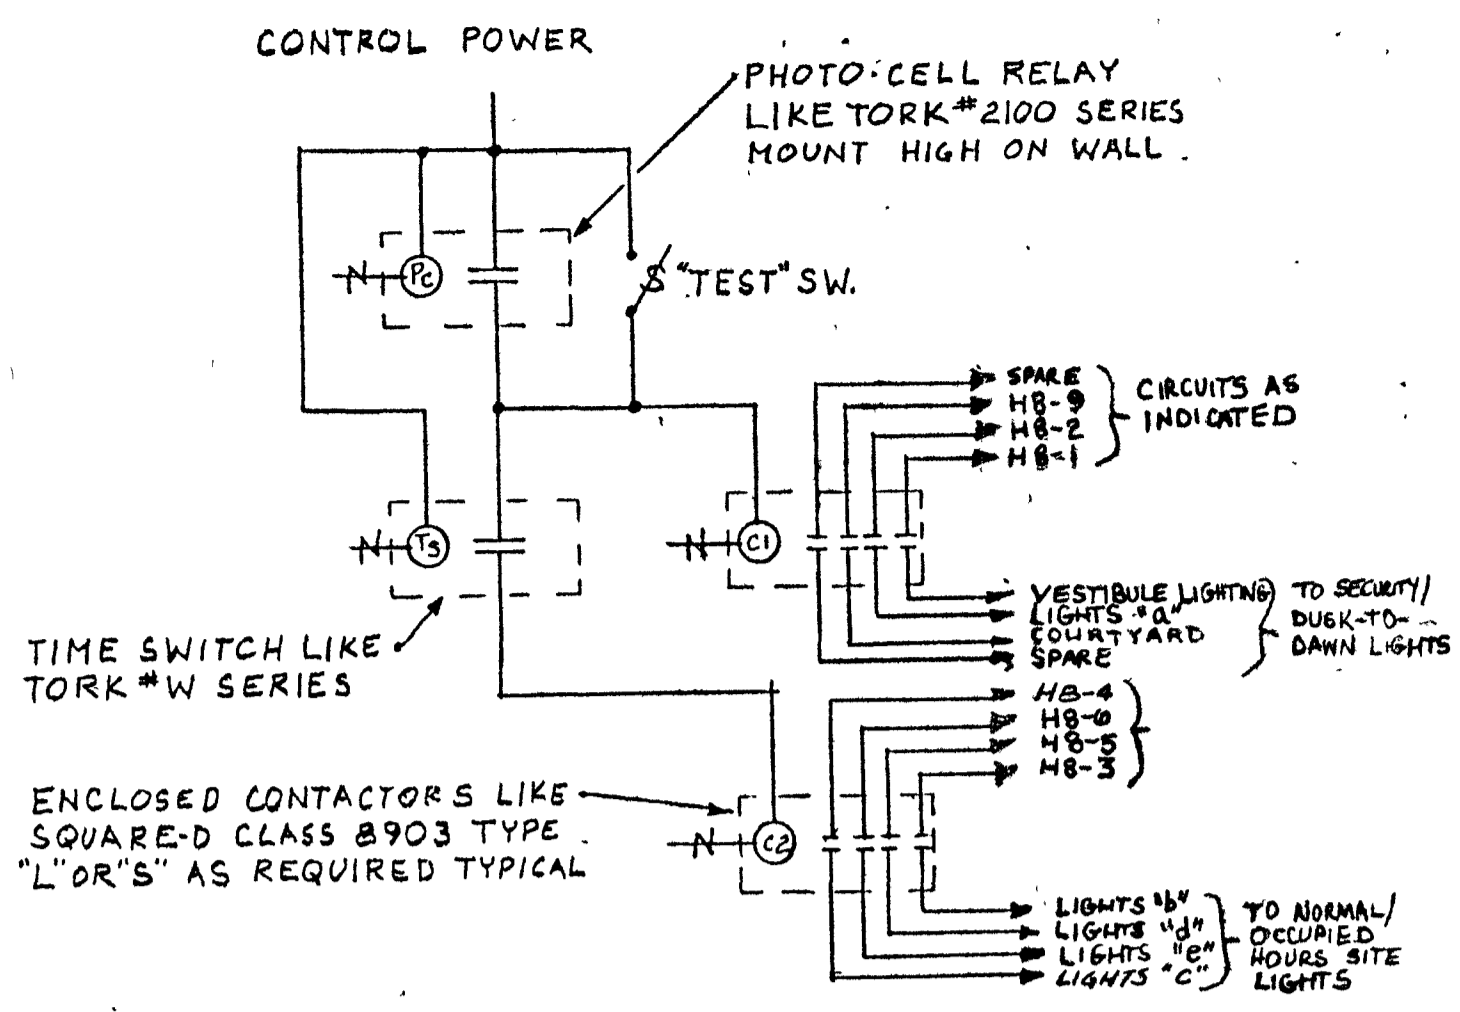 CONTROL POWER
PHOTO-CELL RELAY
LIKE TORK #2100 SERIES
MOUNT HIGH ON WALL.
N
PC
S "TEST" SW.
SPARE
H8-9
H8-2
H8-1
CIRCUITS AS
INDICATED
N
TS
N
C1
VESTIBULE LIGHTING
LIGHTS "a"
COURTYARD
SPARE
TO SECURITY/
DUSK-TO-
DAWN LIGHTS
TIME SWITCH LIKE
TORK #W SERIES
H8-4
H8-6
H8-5
H8-3
ENCLOSED CONTACTORS LIKE
SQUARE-D CLASS 8903 TYPE
"L" OR "S" AS REQUIRED TYPICAL
N
C2
LIGHTS "b"
LIGHTS "d"
LIGHTS "e"
LIGHTS "c"
TO NORMAL/
OCCUPIED
HOURS SITE
LIGHTS